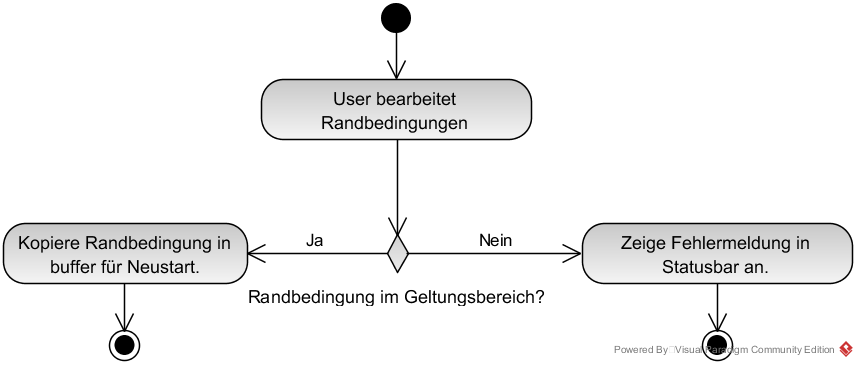 User bearbeitet
Randbedingungen
Ja
Nein
Kopiere Randbedingung in
buffer für Neustart.
Zeige Fehlermeldung in
Statusbar an.
Randbedingung im Geltungsbereich?
Powered By Visual Paradigm Community Edition